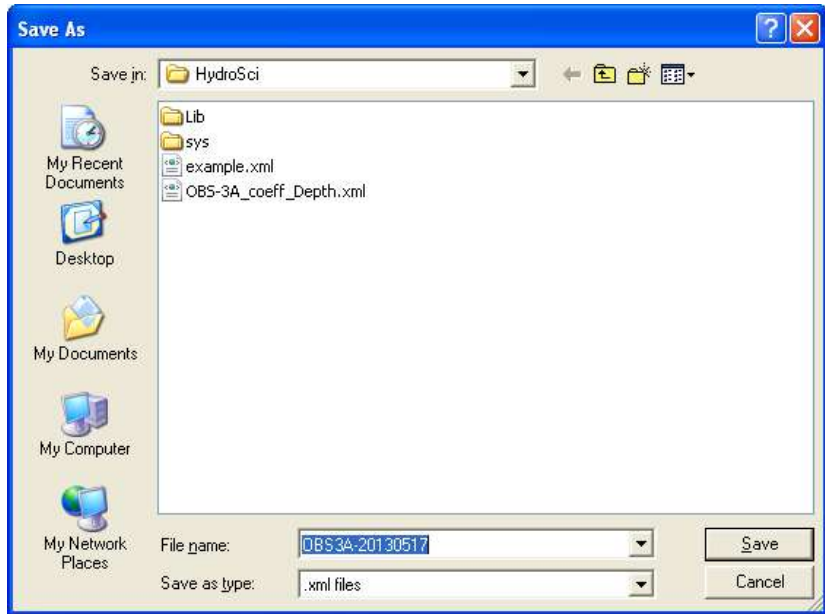 Save As
Save in: HydroSci
My Recent
Documents
Desktop
My Documents
My Computer
My Network
Places
Lib
sys
example.xml
OBS-3A_coeff_Depth.xml
File name: OBS3A-20130517 Save
Save as type: .xml files Cancel